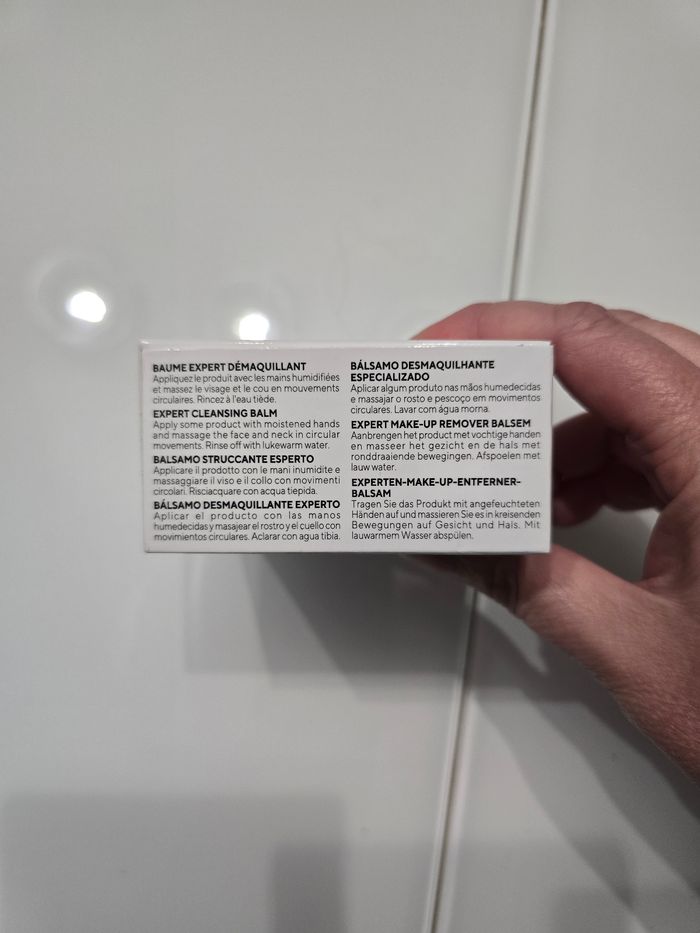 BAUME EXPERT DÉMAQUILLANT
Appliquez le produit avec les mains humidifiées
et massez le visage et le cou en mouvements
circulaires. Rincez à l'eau tiède.
EXPERT CLEANSING BALM
Apply some product with moistened hands
and massage the face and neck in circular
movements. Rinse off with lukewarm water.
BALSAMO STRUCCANTE ESPERTO
Applicare il prodotto con le mani inumidite e
massaggiare il viso e il collo con movimenti
circolari. Risciacquare con acqua tiepida.
BÁLSAMO DESMAQUILLANTE EXPERTO
Aplicar el producto con las manos
humedecidas y masajear el rostro y el cuello con
movimientos circulares. Aclarar con agua tibia.
BÁLSAMO DESMAQUILHANTE
ESPECIALIZADO
Aplicar algum produto nas mãos humedecidas
e massajar o rosto e pescoço em movimentos
circulares. Lavar com água morna.
EXPERT MAKE-UP REMOVER BALSEM
Aanbrengen het product met vochtige handen
en masseer het gezicht en de hals met
ronddraaiende bewegingen. Afspoelen met
lauw water.
EXPERTEN-MAKE-UP-ENTFERNER-
BALSAM
Tragen Sie das Produkt mit angefeuchteten
Händen auf und massieren Sie es in kreisenden
Bewegungen auf Gesicht und Hals. Mit
lauwarmem Wasser abspülen.